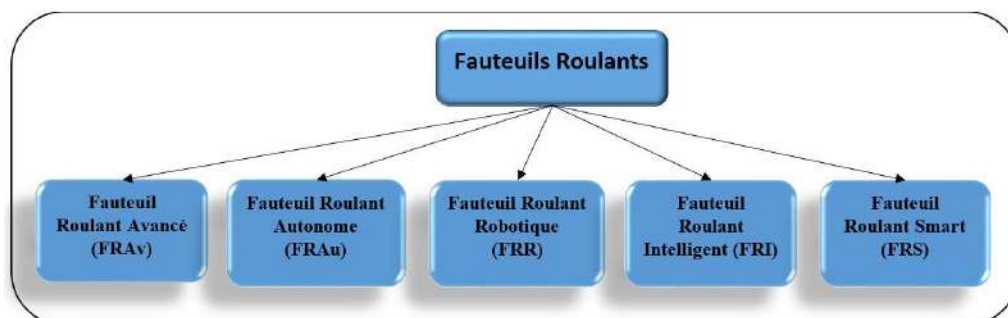 Fauteuils Roulants
Fauteuil
Roulant Avancé
(FRAv)
Fauteuil Roulant
Autonome
(FRAu)
Fauteuil Roulant
Robotique
(FRR)
Fauteuil
Roulant
Intelligent (FRI)
Fauteuil
Roulant Smart
(FRS)